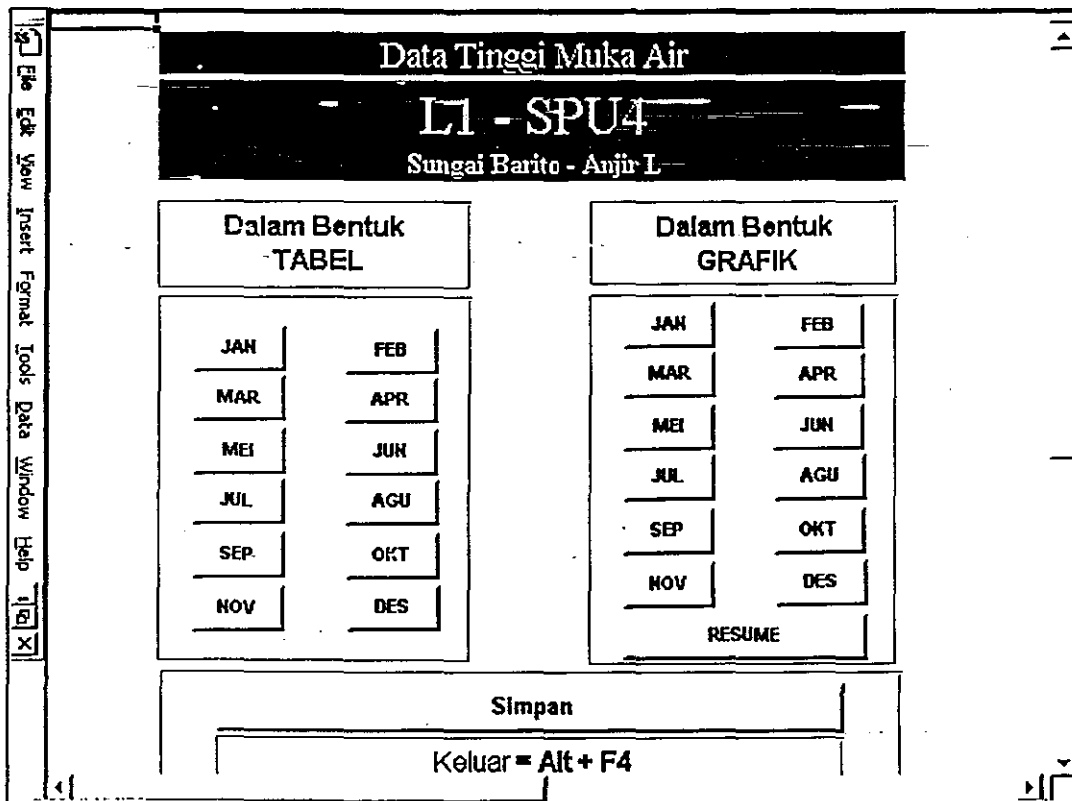 File Edit View Insert Format Tools Data Window Help
Data Tinggi Muka Air
L1 - SPU4
Sungai Barito - Anjir L
Dalam Bentuk
TABEL
JAN FEB
MAR APR
MEI JUN
JUL AGU
SEP OKT
NOV DES
Dalam Bentuk
GRAFIK
JAN FEB
MAR APR
MEI JUN
JUL AGU
SEP OKT
NOV DES
RESUME
Simpan
Keluar = Alt + F4